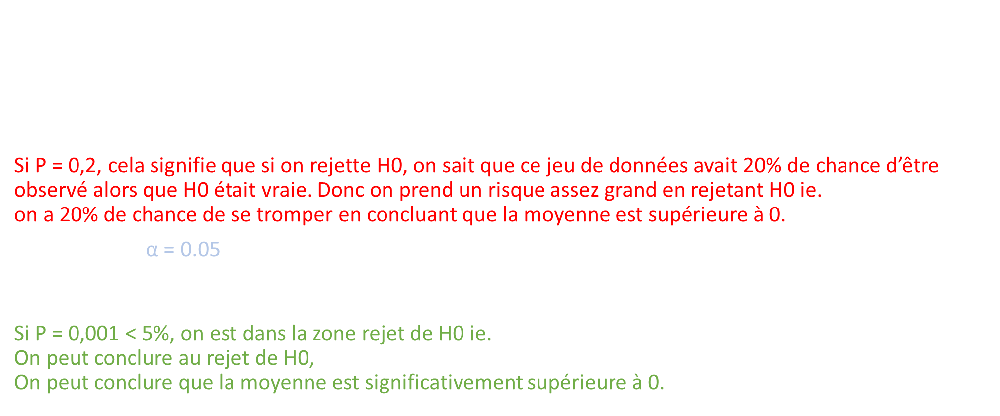 Si P = 0,2, cela signifie que si on rejette H0, on sait que ce jeu de données avait 20% de chance d’être
observé alors que H0 était vraie. Donc on prend un risque assez grand en rejetant H0 ie.
on a 20% de chance de se tromper en concluant que la moyenne est supérieure à 0.
α = 0.05
Si P = 0,001 < 5%, on est dans la zone rejet de H0 ie.
On peut conclure au rejet de H0,
On peut conclure que la moyenne est significativement supérieure à 0.